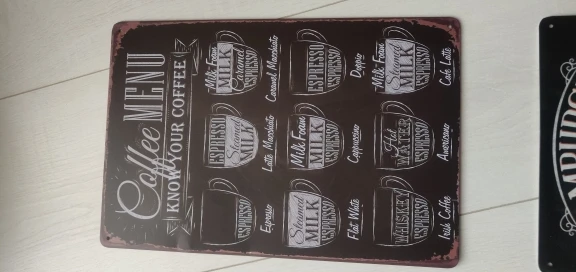 Coffee MENU
KNOW YOUR COFFEE
ESPRESSO
Espresso
ESPRESSO
Steamed
MILK
Latte Macchiato
Milk Foam
MILK
Caramel
ESPRESSO
Caramel Macchiato
Steamed
MILK
ESPRESSO
Flat White
Milk Foam
MILK
ESPRESSO
Cappuccino
ESPRESSO
ESPRESSO
Doppio
WHISKEY
ESPRESSO
Irish Coffee
Hot
WATER
ESPRESSO
Americano
Milk Foam
Steamed
MILK
ESPRESSO
Café Latte